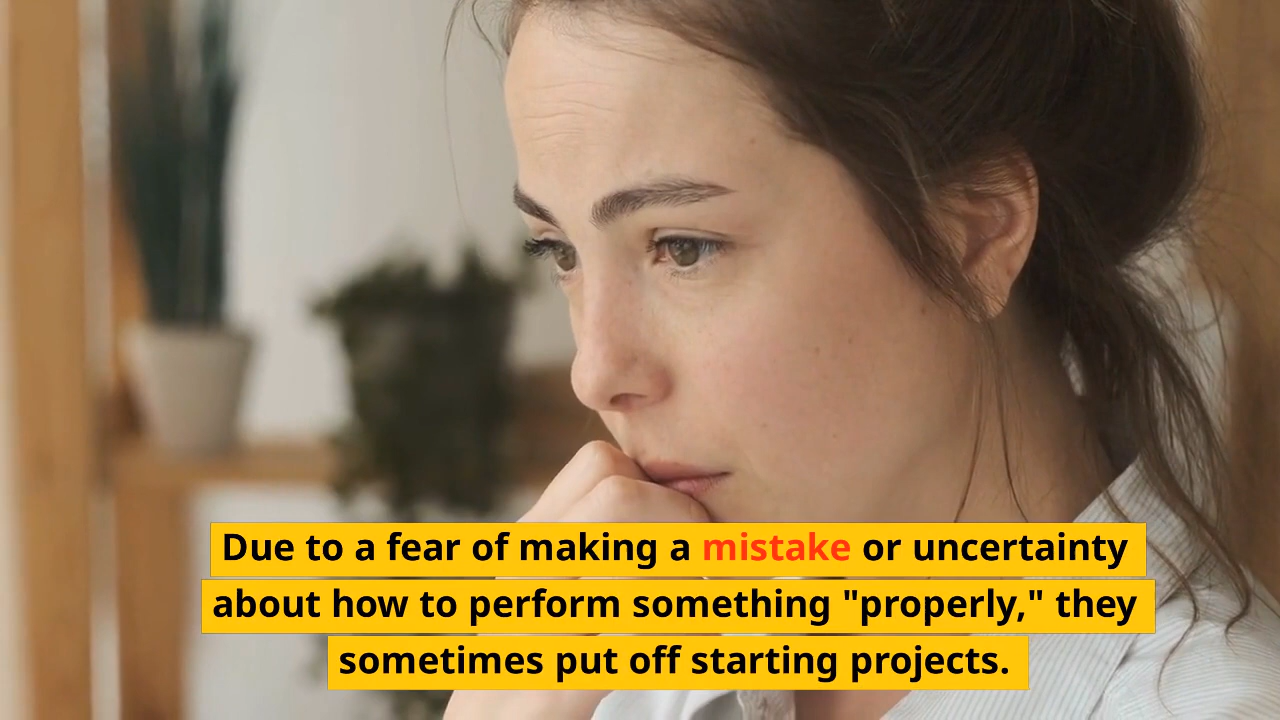 Due to a fear of making a mistake or uncertainty
about how to perform something "properly," they
sometimes put off starting projects.